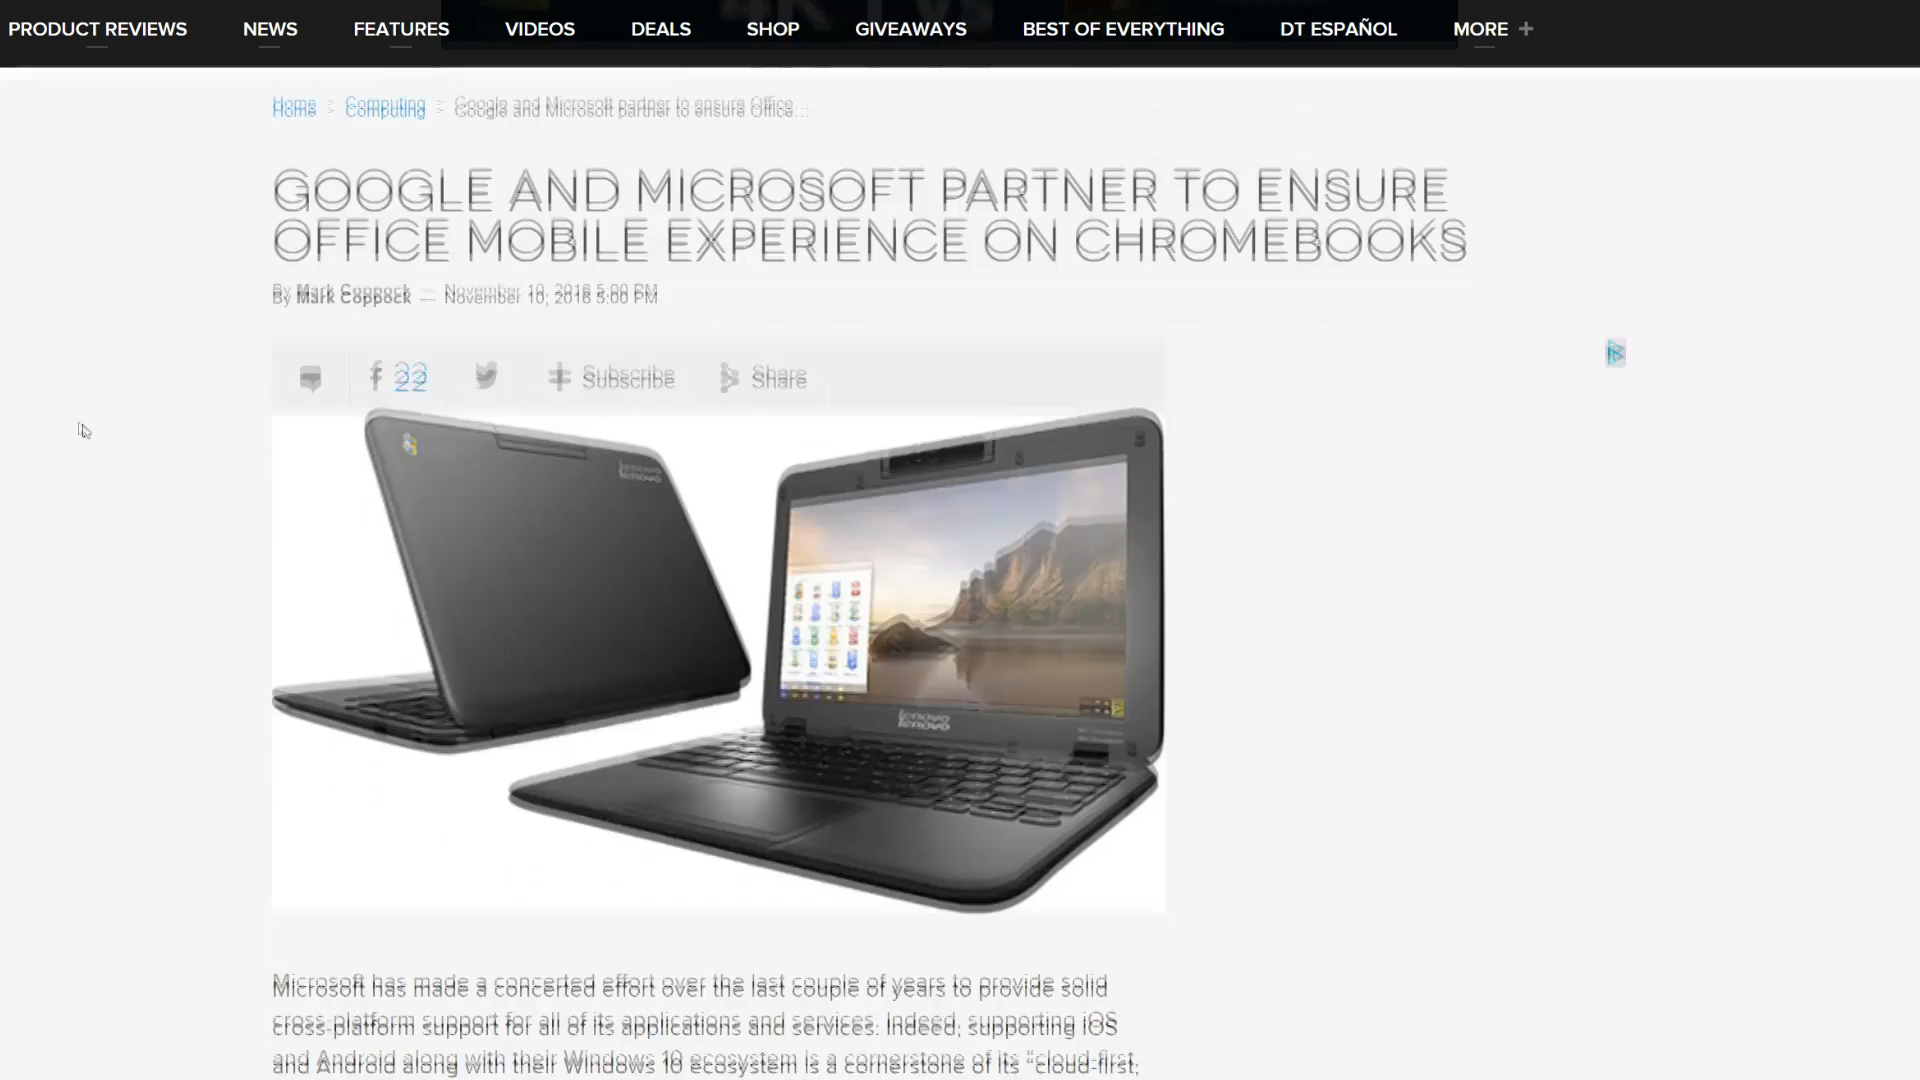 PRODUCT REVIEWS NEWS FEATURES VIDEOS DEALS SHOP GIVEAWAYS BEST OF EVERYTHING DT ESPAÑOL MORE +
Home > Computing > Google and Microsoft partner to ensure Office...
GOOGLE AND MICROSOFT PARTNER TO ENSURE
OFFICE MOBILE EXPERIENCE ON CHROMEBOOKS
By Mark Coppock — November 10, 2016 5:00 PM
22 Subscribe Share
lenovo
lenovo
Microsoft has made a concerted effort over the last couple of years to provide solid
cross-platform support for all of its applications and services. Indeed, supporting iOS
and Android along with their Windows 10 ecosystem is a cornerstone of its “cloud-first,